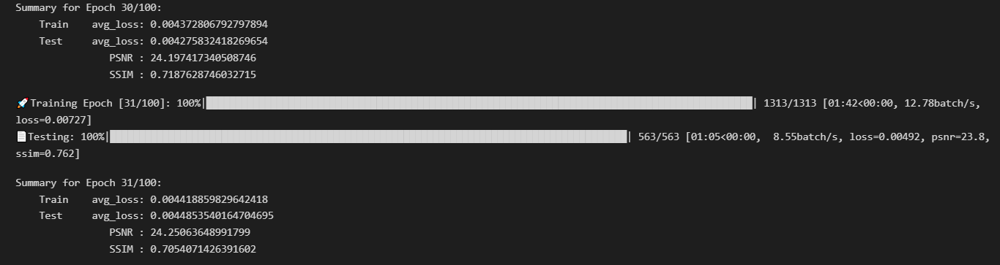 Summary for Epoch 30/100:
Train avg_loss: 0.004372806792797894
Test avg_loss: 0.004275832418269654
PSNR : 24.197417340508746
SSIM : 0.7187628746032715
🚀Training Epoch [31/100]: 100%|██████████| 1313/1313 [01:42<00:00, 12.78batch/s,
loss=0.00727]
📄Testing: 100%|██████████| 563/563 [01:05<00:00, 8.55batch/s, loss=0.00492, psnr=23.8,
ssim=0.762]
Summary for Epoch 31/100:
Train avg_loss: 0.004418859829642418
Test avg_loss: 0.0044853540164704695
PSNR : 24.25063648991799
SSIM : 0.7054071426391602